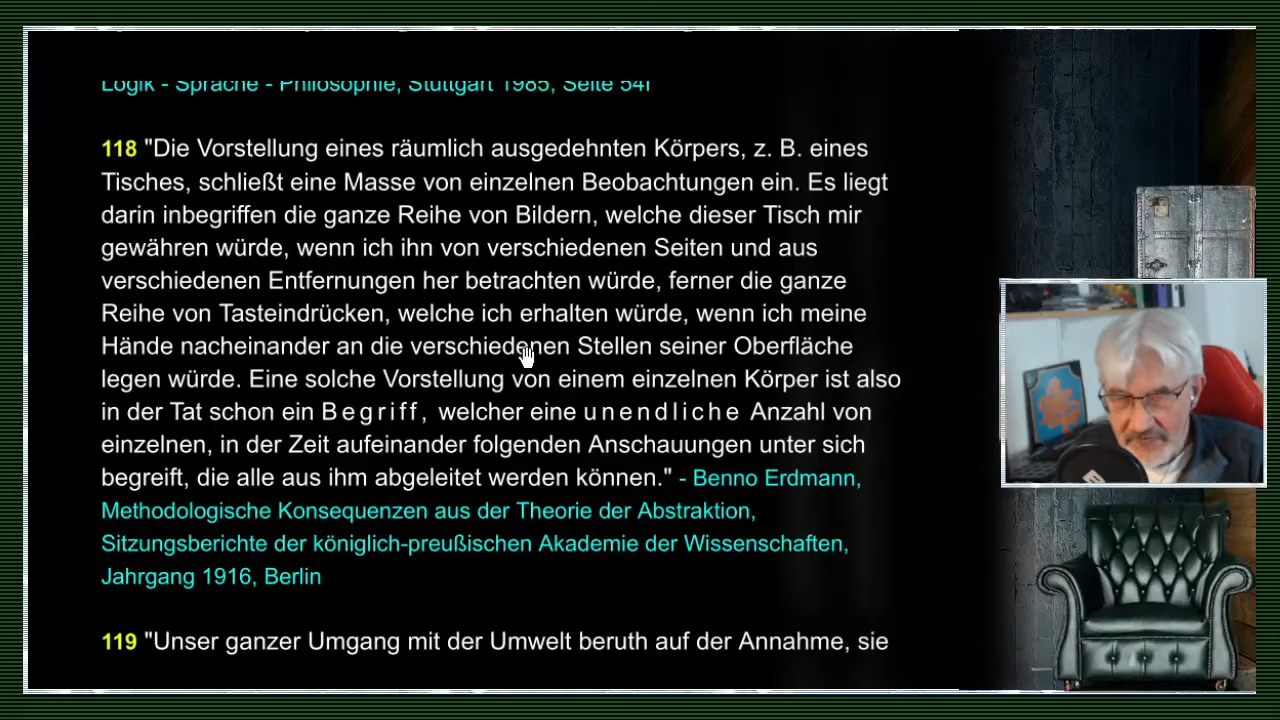 Logik - Sprache - Philosophie, Stuttgart 1985, Seite 54f
118 "Die Vorstellung eines räumlich ausgedehnten Körpers, z. B. eines
Tisches, schließt eine Masse von einzelnen Beobachtungen ein. Es liegt
darin inbegriffen die ganze Reihe von Bildern, welche dieser Tisch mir
gewähren würde, wenn ich ihn von verschiedenen Seiten und aus
verschiedenen Entfernungen her betrachten würde, ferner die ganze
Reihe von Tasteindrücken, welche ich erhalten würde, wenn ich meine
Hände nacheinander an die verschiedenen Stellen seiner Oberfläche
legen würde. Eine solche Vorstellung von einem einzelnen Körper ist also
in der Tat schon ein Begriff, welcher eine unendliche Anzahl von
einzelnen, in der Zeit aufeinander folgenden Anschauungen unter sich
begreift, die alle aus ihm abgeleitet werden können." - Benno Erdmann,
Methodologische Konsequenzen aus der Theorie der Abstraktion,
Sitzungsberichte der königlich-preußischen Akademie der Wissenschaften,
Jahrgang 1916, Berlin
119 "Unser ganzer Umgang mit der Umwelt beruth auf der Annahme, sie